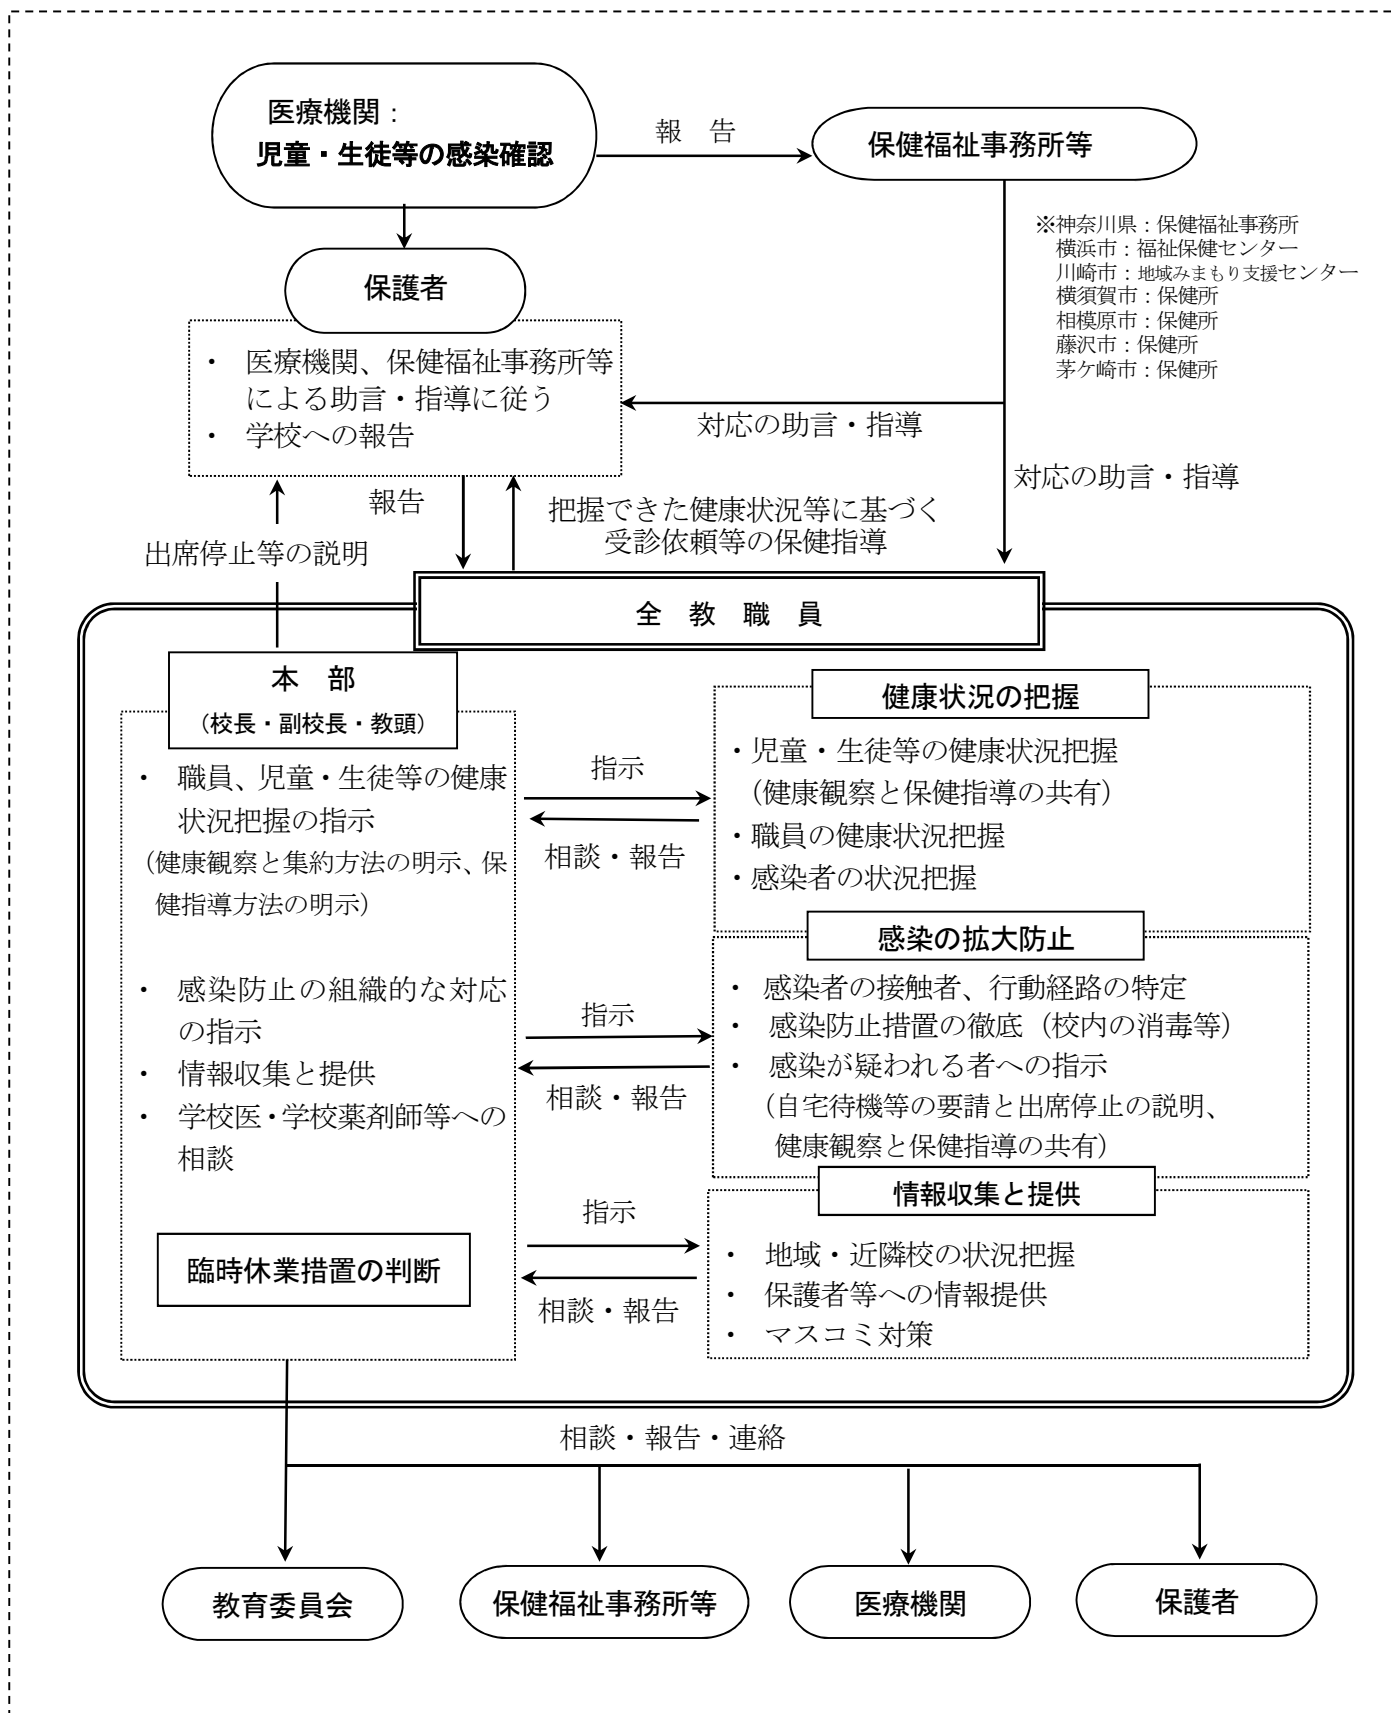 医療機関：
児童・生徒等の感染確認
報　告
保健福祉事務所等
※神奈川県：保健福祉事務所
横浜市：福祉保健センター
川崎市：地域みまもり支援センター
横須賀市：保健所
相模原市：保健所
藤沢市：保健所
茅ケ崎市：保健所
保護者
・ 医療機関、保健福祉事務所等
による助言・指導に従う
・ 学校への報告
対応の助言・指導
対応の助言・指導
報告
把握できた健康状況等に基づく
受診依頼等の保健指導
出席停止等の説明
全　教　職　員
本　部
（校長・副校長・教頭）
・ 職員、児童・生徒等の健康
状況把握の指示
（健康観察と集約方法の明示、保
健指導方法の明示）
・ 感染防止の組織的な対応
の指示
・ 情報収集と提供
・ 学校医・学校薬剤師等への
相談
臨時休業措置の判断
指示
相談・報告
健康状況の把握
・児童・生徒等の健康状況把握
（健康観察と保健指導の共有）
・職員の健康状況把握
・感染者の状況把握
指示
相談・報告
感染の拡大防止
・ 感染者の接触者、行動経路の特定
・ 感染防止措置の徹底（校内の消毒等）
・ 感染が疑われる者への指示
（自宅待機等の要請と出席停止の説明、
健康観察と保健指導の共有）
指示
相談・報告
情報収集と提供
・ 地域・近隣校の状況把握
・ 保護者等への情報提供
・ マスコミ対策
相談・報告・連絡
教育委員会
保健福祉事務所等
医療機関
保護者